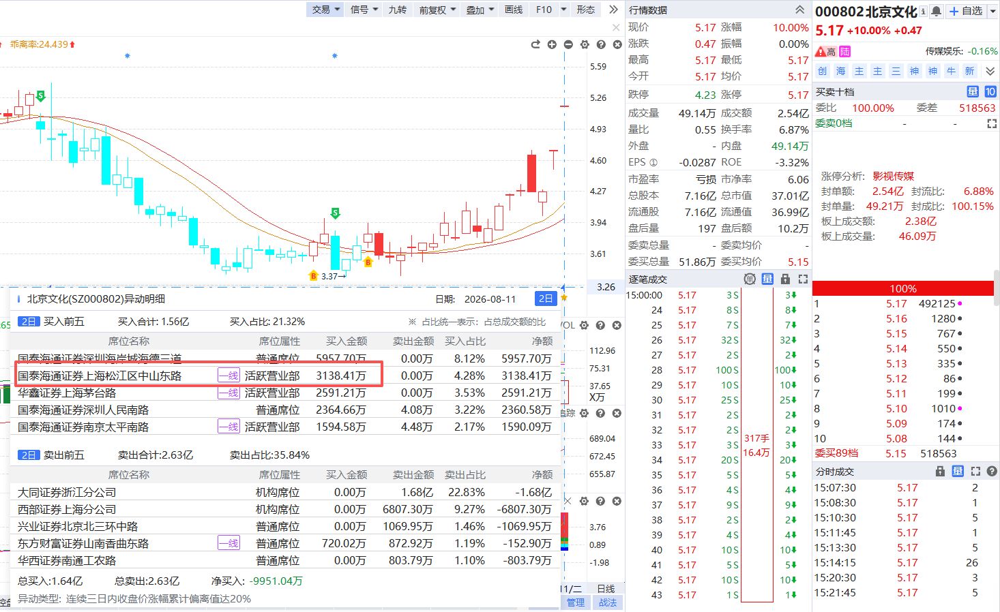 交易 信号 九转 前复权 叠加 画线 F10 形态
乖离率:24.439
S
S
B
B
3.37→
5.59
5.26
4.93
4.60
4.27
3.94
3.61
3.26
VOL
112.96
75.31
37.65
X万
追踪
689.04
672.45
655.87
3.76
0.89
-1.98
11/二 日线
管理 战法
北京文化(SZ000802)异动明细 日期: 2026-08-11 2日
2日 买入前五 买入合计: 1.56亿 买入占比: 21.32% ※ 占比统一表示: 占总成交额的比
席位名称 席位属性 买入金额 卖出金额 买入占比 净额
国泰海通证券深圳海岸城海德三道 普通席位 5957.70万 0.00万 8.12% 5957.70万
国泰海通证券上海松江区中山东路 一线 活跃营业部 3138.41万 0.00万 4.28% 3138.41万
华鑫证券上海茅台路 一线 活跃营业部 2591.21万 0.00万 3.53% 2591.21万
国泰海通证券深圳人民南路 普通席位 2364.66万 4.08万 3.22% 2360.58万
国泰海通证券南京太平南路 一线 活跃营业部 1594.58万 4.48万 2.17% 1590.09万
2日 卖出前五 卖出合计:2.63亿 卖出占比:35.84%
席位名称 席位属性 买入金额 卖出金额 卖出占比 净额
大同证券浙江分公司 机构席位 0.00万 1.68亿 22.83% -1.68亿
西部证券上海分公司 机构席位 0.00万 6807.30万 9.27% -6807.30万
兴业证券北京北三环中路 普通席位 0.00万 1069.95万 1.46% -1069.95万
东方财富证券山南香曲东路 一线 普通席位 720.02万 872.92万 1.19% -152.90万
华西证券南通工农路 普通席位 0.00万 803.79万 1.10% -803.79万
总买入:1.64亿 总卖出:2.63亿 净买入: -9951.04万
异动类型: 连续三日内收盘价涨幅累计偏离值达20%
行情数据
现价 5.17 涨幅 10.00%
涨跌 0.47 振幅 0.00%
最高 5.17 最低 5.17
今开 5.17 均价 5.17
跌停 4.23 涨停 5.17
成交量 49.14万 成交额 2.54亿
量比 0.55 换手率 6.87%
外盘 - 内盘 49.14万
EPS ① -0.0287 ROE -3.32%
市盈率 亏损 市净率 6.06
总股本 7.16亿 总市值 37.01亿
流通股 7.16亿 流通值 36.99亿
盘后量 197 盘后额 10.2万
委卖总量 - 委卖均价 -
委买总量 51.86万 委买均价 5.15
逐笔成交 单 量
15:00:00 5.17 3 S 3
24 5.17 8 S 8
25 5.17 7 S 7
26 5.17 32 S 32
27 5.17 2 S 2
28 5.17 100 S 100
29 5.17 10 S 10
30 5.17 25 S 25
31 5.17 2 S 2
32 5.17 2 S 2
33 5.17 3 S 3
34 5.17 20 S 20
35 5.17 5 S 5
36 5.17 4 S 4
37 5.17 9 S 9
38 5.17 2 S 2
39 5.17 4 S 4
40 5.17 10 S 10
41 5.17 5 S 5
42 5.17 10 S 10
43 5.17 1 S 1
317手
16.4万
000802北京文化 自选
5.17 +10.00% +0.47
高 陆 传媒娱乐: -0.16%
创 海 主 主 三 神 神 牛 新
买卖十档 量 10
委比 100.00% 委差 518563
委卖0档 - -
涨停分析: 影视传媒
封单额: 2.54亿 封流比: 6.88%
封单量: 49.21万 封成比: 100.15%
板上成交额: 2.38亿
板上成交量: 46.09万
100%
1 5.17 492125
2 5.16 1280
3 5.15 767
4 5.14 550
5 5.13 335
6 5.12 86
7 5.11 199
8 5.10 1010
9 5.09 174
10 5.08 144
委买89档 5.15 518563
分时成交 量
15:07:30 5.17 2
15:08:30 5.17 1
15:10:30 5.17 5
15:11:45 5.17 1
15:13:30 5.17 5
15:14:15 5.17 26
15:20:30 5.17 3
15:21:45 5.17 5